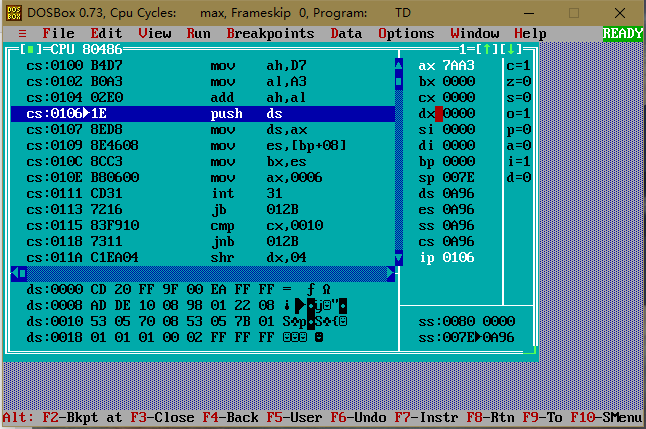 DOSBox 0.73, Cpu Cycles: max, Frameskip 0, Program: TD
≡ File Edit View Run Breakpoints Data Options Window Help READY
[■]=CPU 80486 1=[↑][↓]
cs:0100 B4D7 mov ah,D7 ax 7AA3 c=1
cs:0102 B0A3 mov al,A3 bx 0000 z=0
cs:0104 02E0 add ah,al cx 0000 s=0
cs:0106►1E push ds dx 0000 o=1
cs:0107 8ED8 mov ds,ax si 0000 p=0
cs:0109 8E4608 mov es,[bp+08] di 0000 a=0
cs:010C 8CC3 mov bx,es bp 0000 i=1
cs:010E B80600 mov ax,0006 sp 007E d=0
cs:0111 CD31 int 31 ds 0A96
cs:0113 7216 jb 012B es 0A96
cs:0115 83F910 cmp cx,0010 ss 0A96
cs:0118 7311 jnb 012B cs 0A96
cs:011A C1EA04 shr dx,04 ip 0106
ds:0000 CD 20 FF 9F 00 EA FF FF = ƒ Ω
ds:0008 AD DE 10 08 98 01 22 08
ds:0010 53 05 70 08 53 05 7B 01 S♣p◘S♣{☺ ss:0080 0000
ds:0018 01 01 01 00 02 FF FF FF ☺☺☺ ☻ ss:007E►0A96
Alt: F2-Bkpt at F3-Close F4-Back F5-User F6-Undo F7-Instr F8-Rtn F9-To F10-SMenu